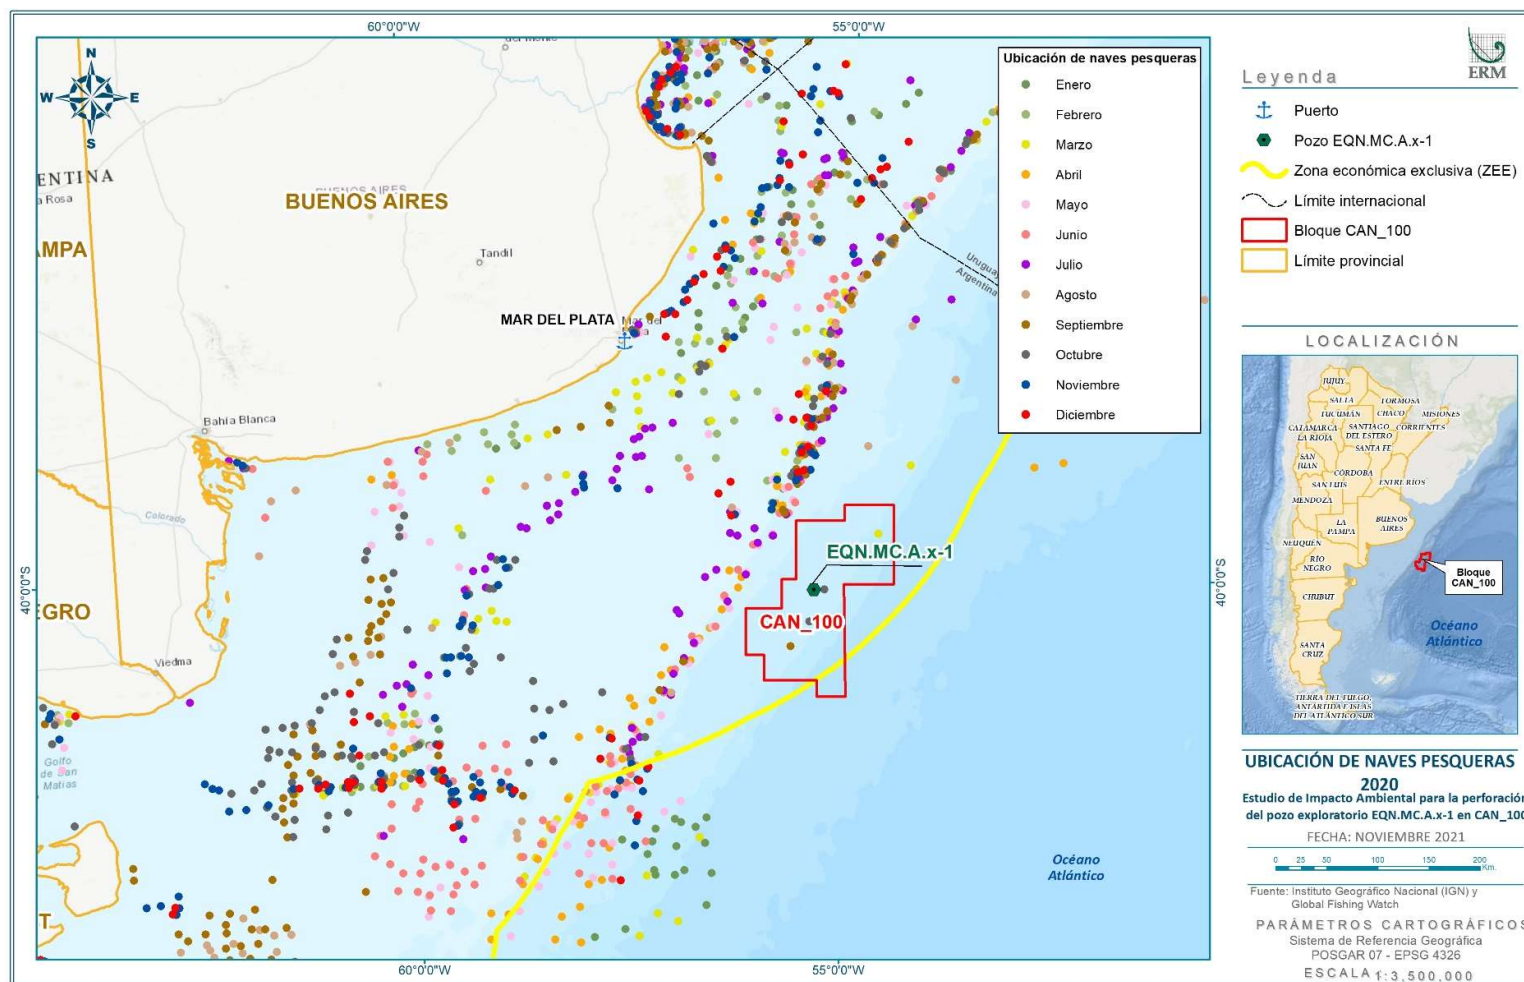 60°0'0"W
55°0'0"W
N
W
E
S
ENTINA
a Rosa
AMPA
BUENOS AIRES
BUENOS AIRES
Tandil
MAR DEL PLATA
Mar del
Bahía Blanca
Colorado
40°0'0"S
EGRO
Viedma
Golfo
de San
Matías
T
Uruguay
Argentina
EQN.MC.A.x-1
CAN_100
Océano
Atlántico
40°0'0"S
60°0'0"W
55°0'0"W
Ubicación de naves pesqueras
Enero
Febrero
Marzo
Abril
Mayo
Junio
Julio
Agosto
Septiembre
Octubre
Noviembre
Diciembre
ERM
Leyenda
Puerto
Pozo EQN.MC.A.x-1
Zona económica exclusiva (ZEE)
Límite internacional
Bloque CAN_100
Límite provincial
LOCALIZACIÓN
JUJUY
SALTA
FORMOSA
TUCUMÁN
CHACO
MISIONES
CATAMARCA
SANTIAGO
DEL ESTERO
CORRIENTES
LA RIOJA
SANTA FE
SAN
JUAN
CÓRDOBA
SAN LUIS
ENTRE RÍOS
MENDOZA
LA
PAMPA
BUENOS
AIRES
NEUQUÉN
RÍO
NEGRO
Bloque
CAN_100
CHUBUT
Océano
Atlántico
SANTA
CRUZ
TIERRA DEL FUEGO,
ANTÁRTIDA E ISLAS
DEL ATLÁNTICO SUR
UBICACIÓN DE NAVES PESQUERAS
2020
Estudio de Impacto Ambiental para la perforación
del pozo exploratorio EQN.MC.A.x-1 en CAN_100
FECHA: NOVIEMBRE 2021
0 25 50 100 150 200
Km.
Fuente: Instituto Geográfico Nacional (IGN) y
Global Fishing Watch
PARÁMETROS CARTOGRÁFICOS
Sistema de Referencia Geográfica
POSGAR 07 - EPSG 4326
ESCALA 1:3,500,000